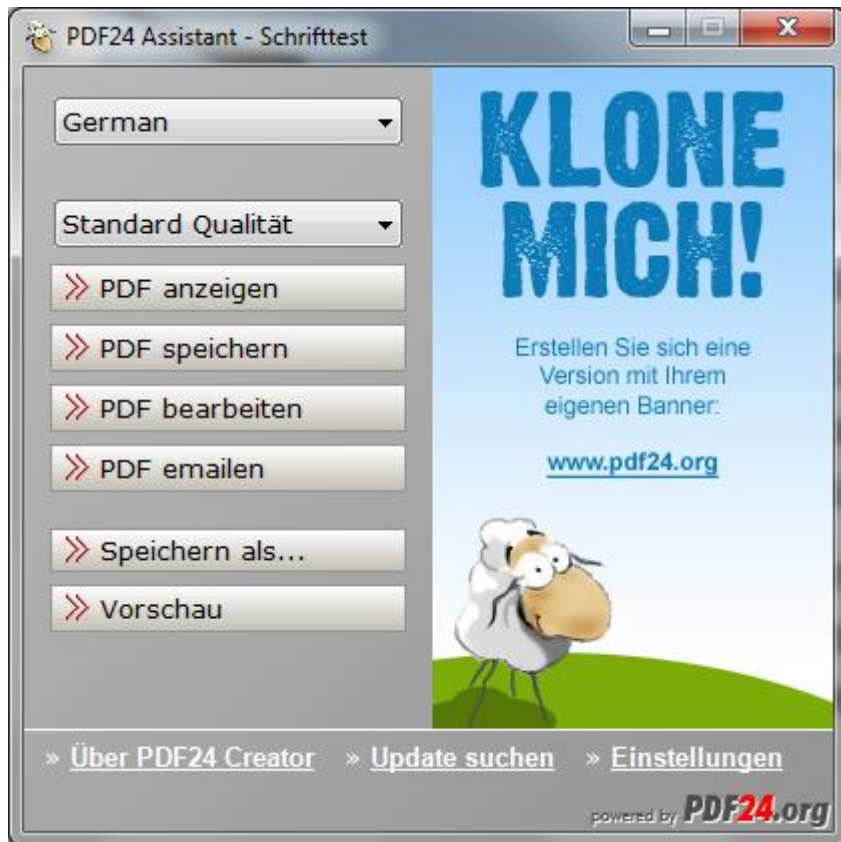 PDF24 Assistant - Schrifttest
German
Standard Qualität
PDF anzeigen
PDF speichern
PDF bearbeiten
PDF emailen
Speichern als...
Vorschau
KLONE
MICH!
Erstellen Sie sich eine
Version mit Ihrem
eigenen Banner:
www.pdf24.org
» Über PDF24 Creator » Update suchen » Einstellungen
powered by PDF24.org